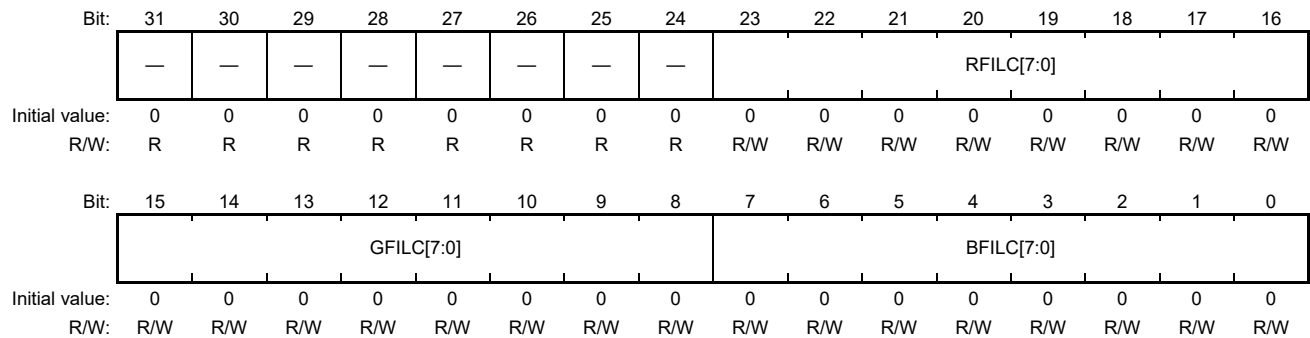 Bit: 31 30 29 28 27 26 25 24 23 22 21 20 19 18 17 16
— — — — — — — — RFILC[7:0]
Initial value: 0 0 0 0 0 0 0 0 0 0 0 0 0 0 0 0
R/W: R R R R R R R R R/W R/W R/W R/W R/W R/W R/W R/W
Bit: 15 14 13 12 11 10 9 8 7 6 5 4 3 2 1 0
GFILC[7:0] BFILC[7:0]
Initial value: 0 0 0 0 0 0 0 0 0 0 0 0 0 0 0 0
R/W: R/W R/W R/W R/W R/W R/W R/W R/W R/W R/W R/W R/W R/W R/W R/W R/W